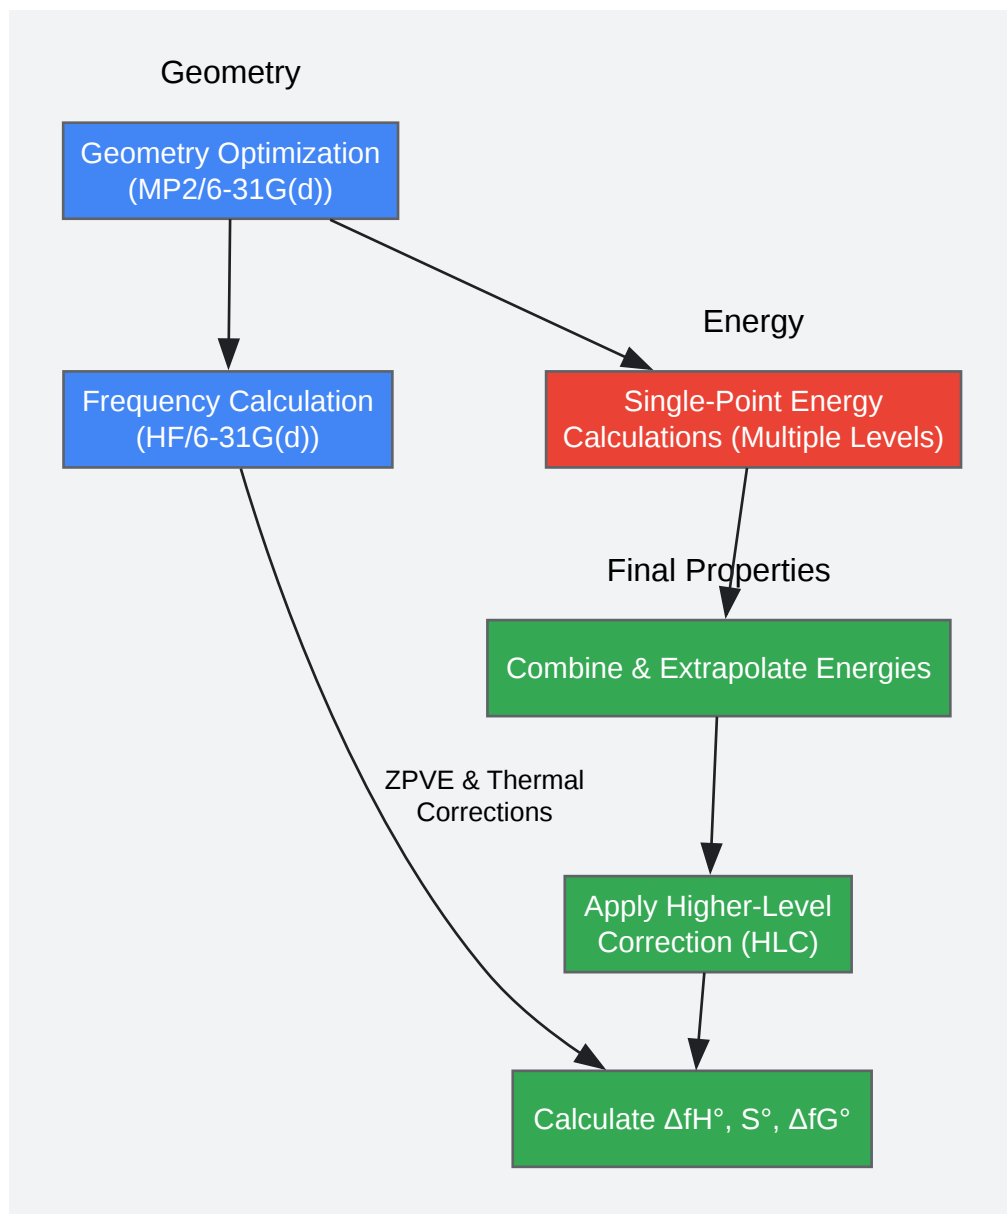 Geometry
Geometry Optimization
(MP2/6-31G(d))
Energy
Frequency Calculation
(HF/6-31G(d))
Single-Point Energy
Calculations (Multiple Levels)
Final Properties
Combine & Extrapolate Energies
ZPVE & Thermal
Corrections
Apply Higher-Level
Correction (HLC)
Calculate ΔfH°, S°, ΔfG°